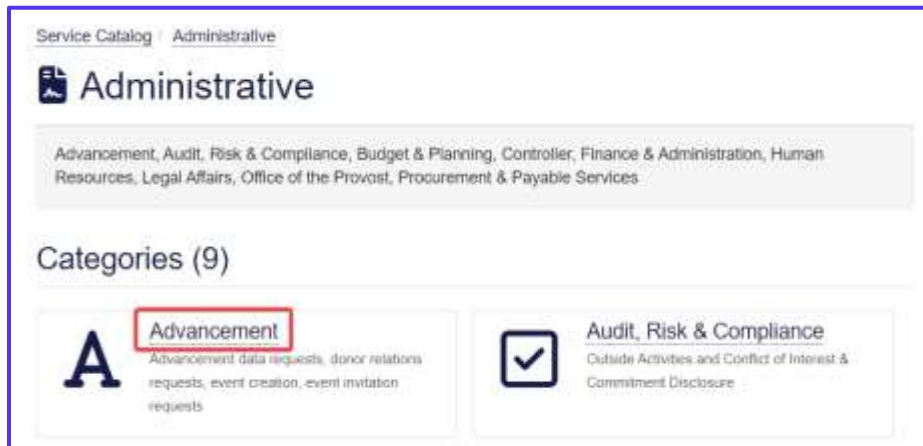 Service Catalog / Administrative
Administrative
Advancement, Audit, Risk & Compliance, Budget & Planning, Controller, Finance & Administration, Human
Resources, Legal Affairs, Office of the Provost, Procurement & Payable Services
Categories (9)
A
Advancement
Advancement data requests, donor relations
requests, event creation, event invitation
requests
Audit, Risk & Compliance
Outside Activities and Conflict of Interest &
Commitment Disclosure